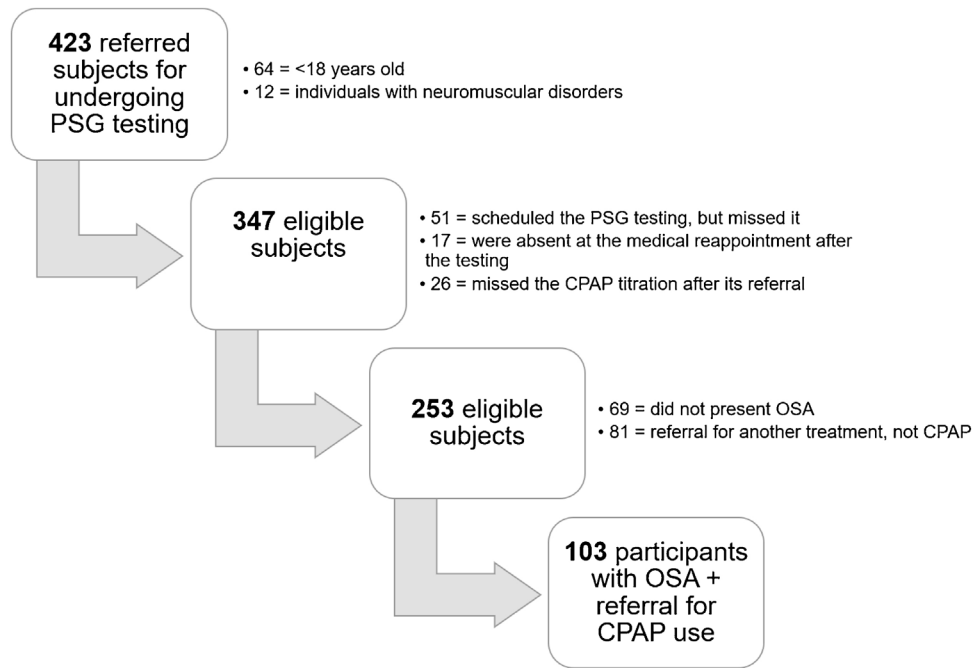 423 referred
subjects for
undergoing
PSG testing
• 64 = <18 years old
• 12 = individuals with neuromuscular disorders
347 eligible
subjects
• 51 = scheduled the PSG testing, but missed it
• 17 = were absent at the medical reappointment after
the testing
• 26 = missed the CPAP titration after its referral
253 eligible
subjects
• 69 = did not present OSA
• 81 = referral for another treatment, not CPAP
103 participants
with OSA +
referral for
CPAP use